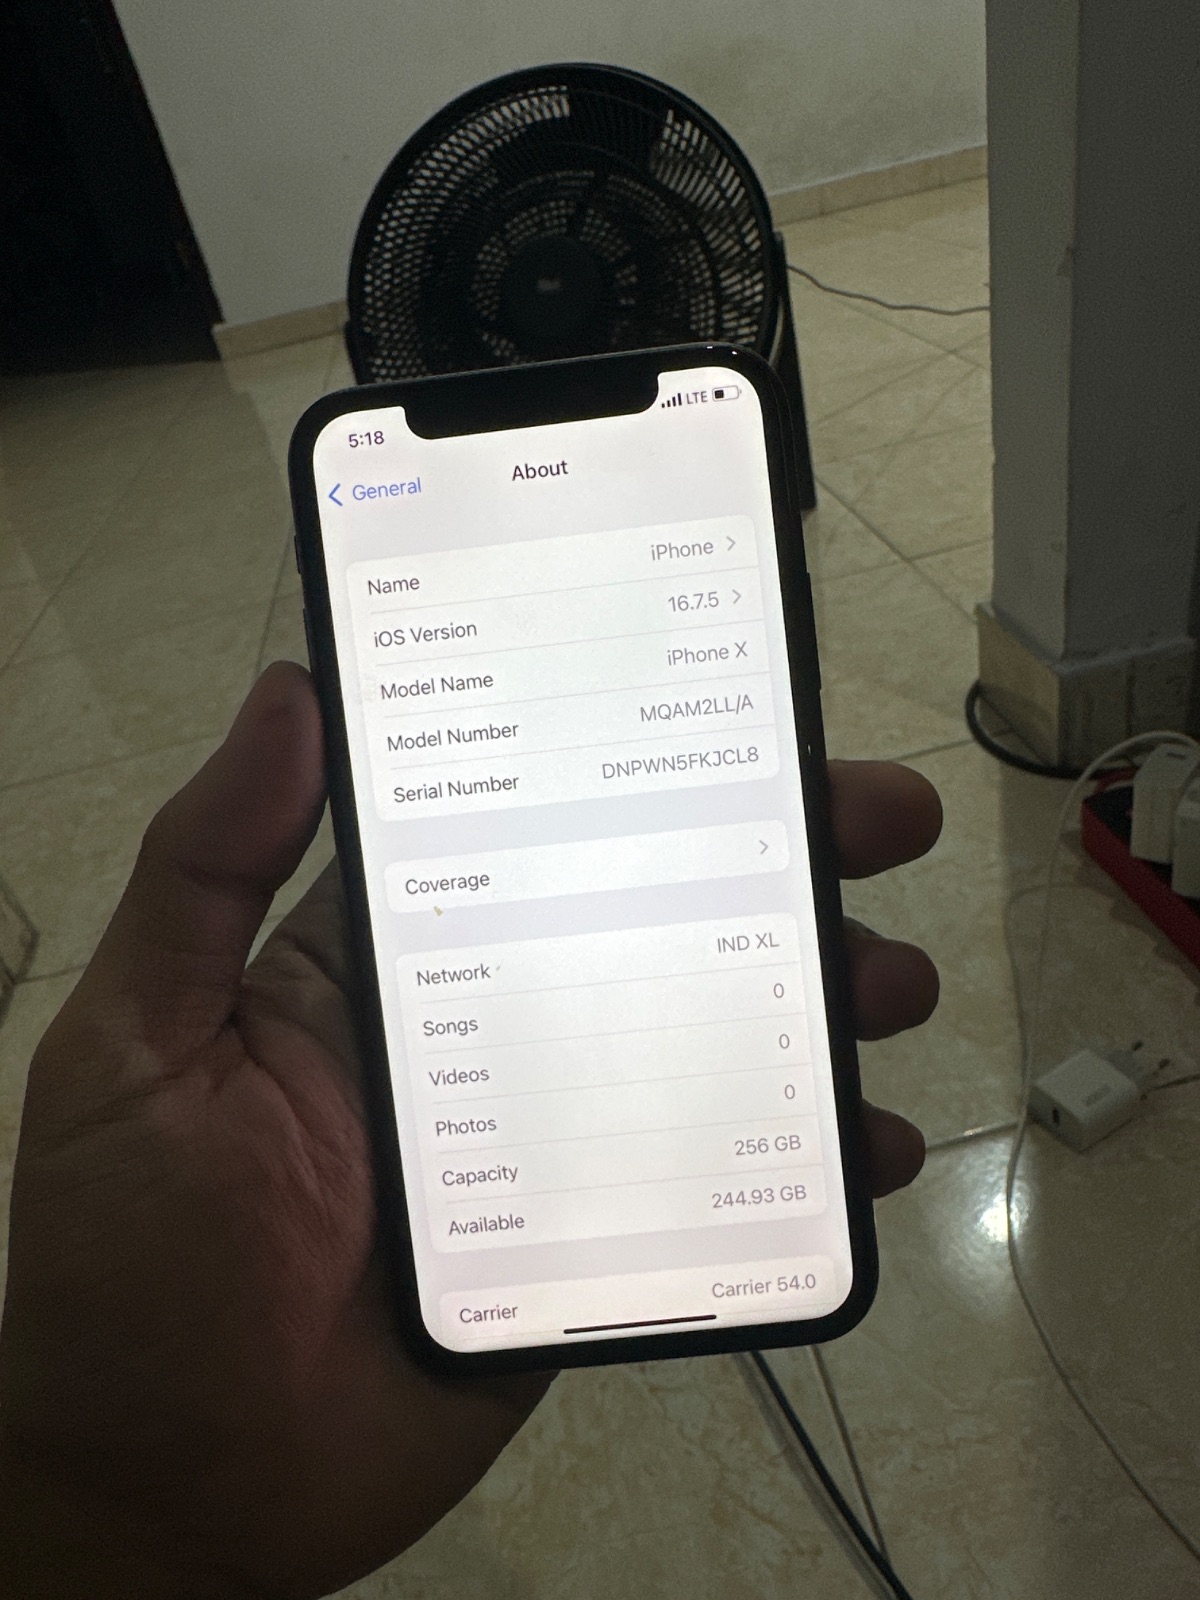 5:18
LTE
General
About
Name iPhone
iOS Version 16.7.5
Model Name iPhone X
Model Number MQAM2LL/A
Serial Number DNPWN5FKJCL8
Coverage
Network IND XL
Songs 0
Videos 0
Photos 0
Capacity 256 GB
Available 244.93 GB
Carrier Carrier 54.0